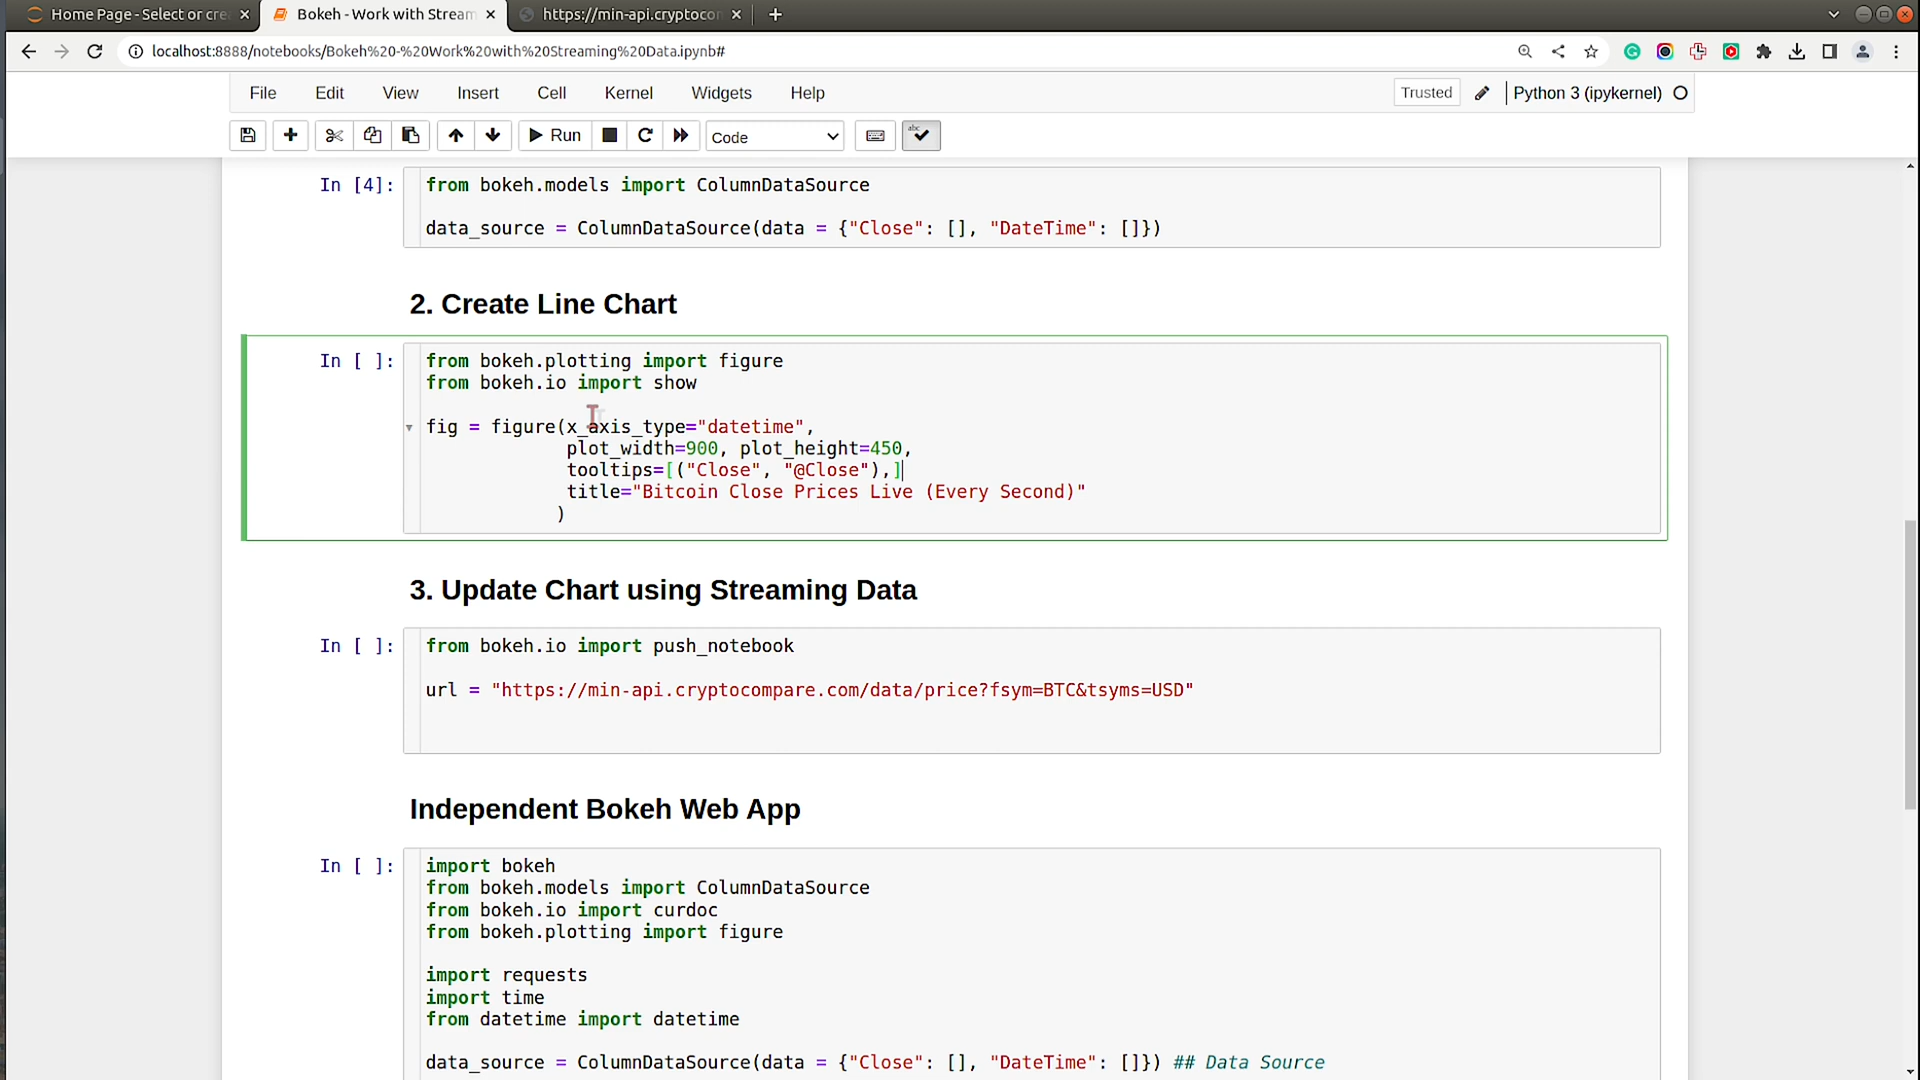 Home Page - Select or cre
Bokeh - Work with Stream
https://min-api.cryptocon
localhost:8888/notebooks/Bokeh%20-%20Work%20with%20Streaming%20Data.ipynb#
File Edit View Insert Cell Kernel Widgets Help
Trusted Python 3 (ipykernel)
Run Code abc
In [4]: from bokeh.models import ColumnDataSource
data_source = ColumnDataSource(data = {"Close": [], "DateTime": []})
2. Create Line Chart
In [ ]: from bokeh.plotting import figure
from bokeh.io import show
fig = figure(x_axis_type="datetime",
plot_width=900, plot_height=450,
tooltips=[("Close", "@Close"),]
title="Bitcoin Close Prices Live (Every Second)"
)
3. Update Chart using Streaming Data
In [ ]: from bokeh.io import push_notebook
url = "https://min-api.cryptocompare.com/data/price?fsym=BTC&tsyms=USD"
Independent Bokeh Web App
In [ ]: import bokeh
from bokeh.models import ColumnDataSource
from bokeh.io import curdoc
from bokeh.plotting import figure
import requests
import time
from datetime import datetime
data_source = ColumnDataSource(data = {"Close": [], "DateTime": []}) ## Data Source